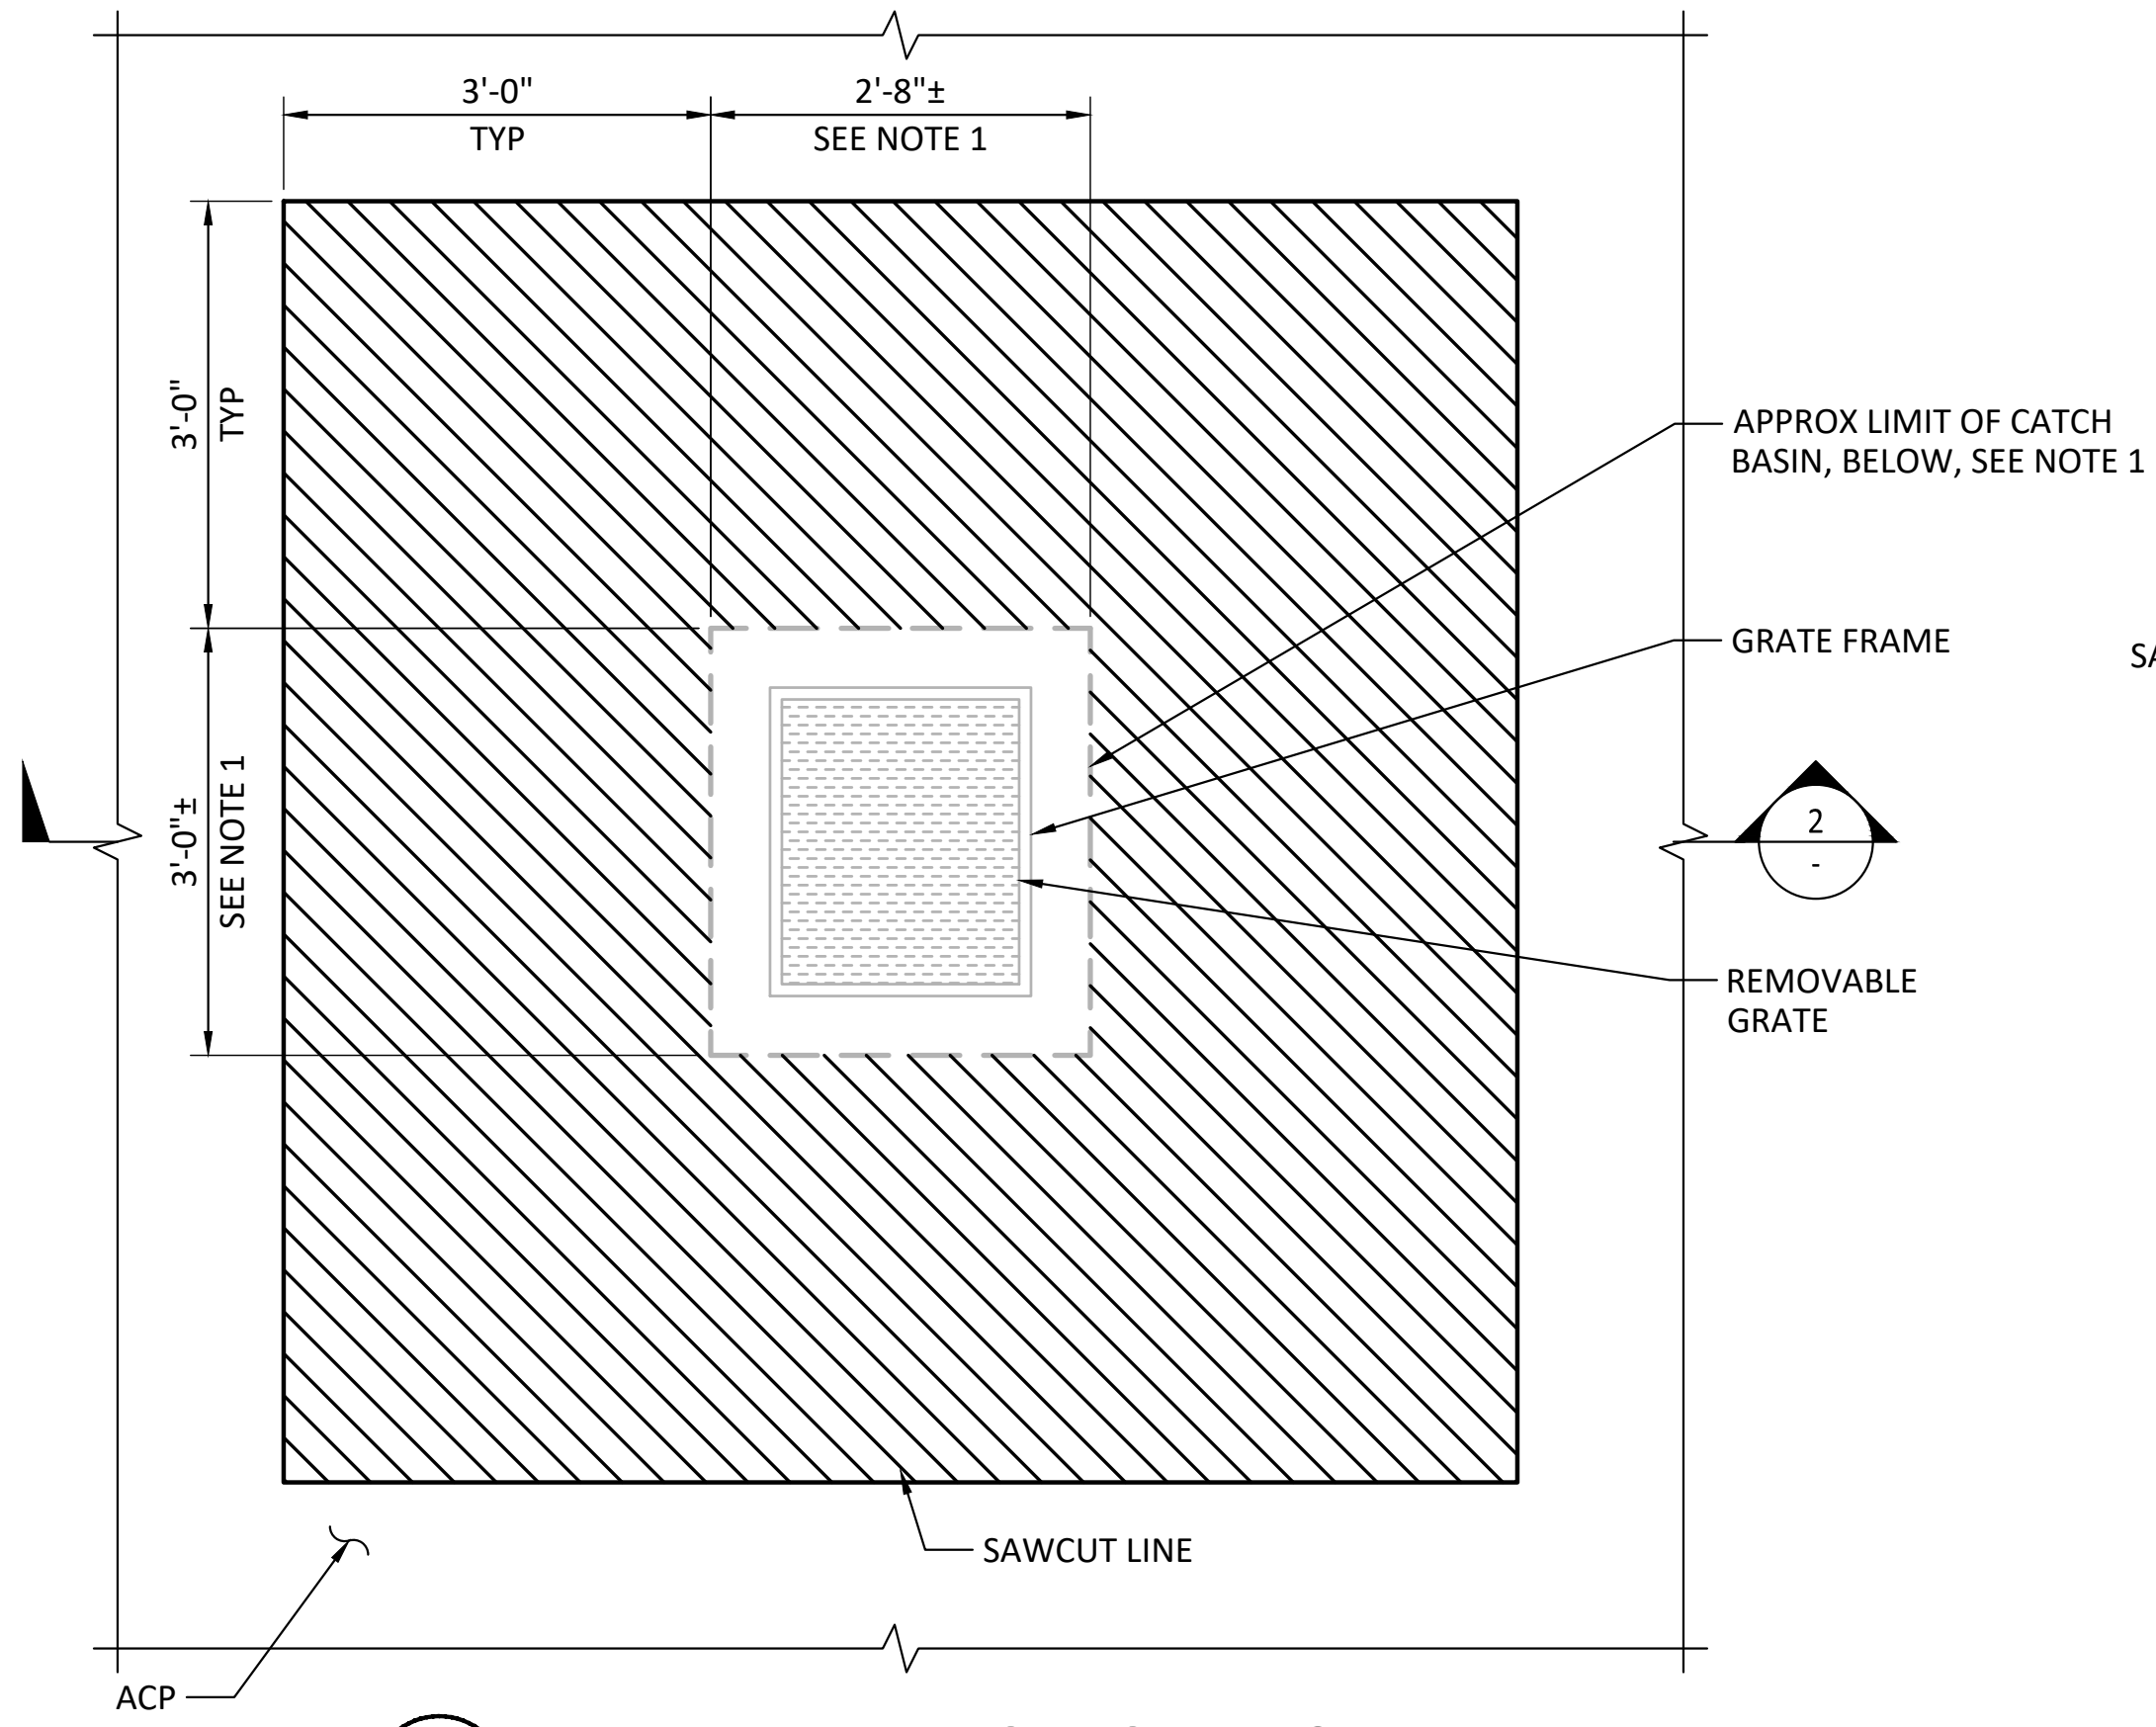 3'-0"
TYP
2'-8"±
SEE NOTE 1
3'-0"
TYP
APPROX LIMIT OF CATCH
BASIN, BELOW, SEE NOTE 1
GRATE FRAME
SA
3'-0"±
SEE NOTE 1
2
-
REMOVABLE
GRATE
SAWCUT LINE
ACP